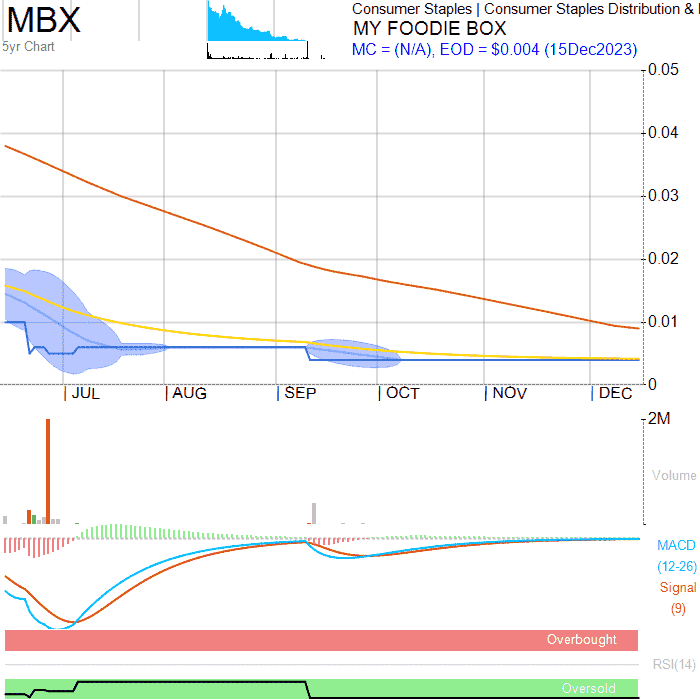 MBX
5yr Chart
Consumer Staples | Consumer Staples Distribution &
MY FOODIE BOX
MC = (N/A), EOD = $0.004 (15Dec2023)
0.05
0.04
0.03
0.02
0.01
0
JUL AUG SEP OCT NOV DEC
2M
Volume
MACD
(12-26)
Signal
(9)
Overbought
RSI(14)
Oversold